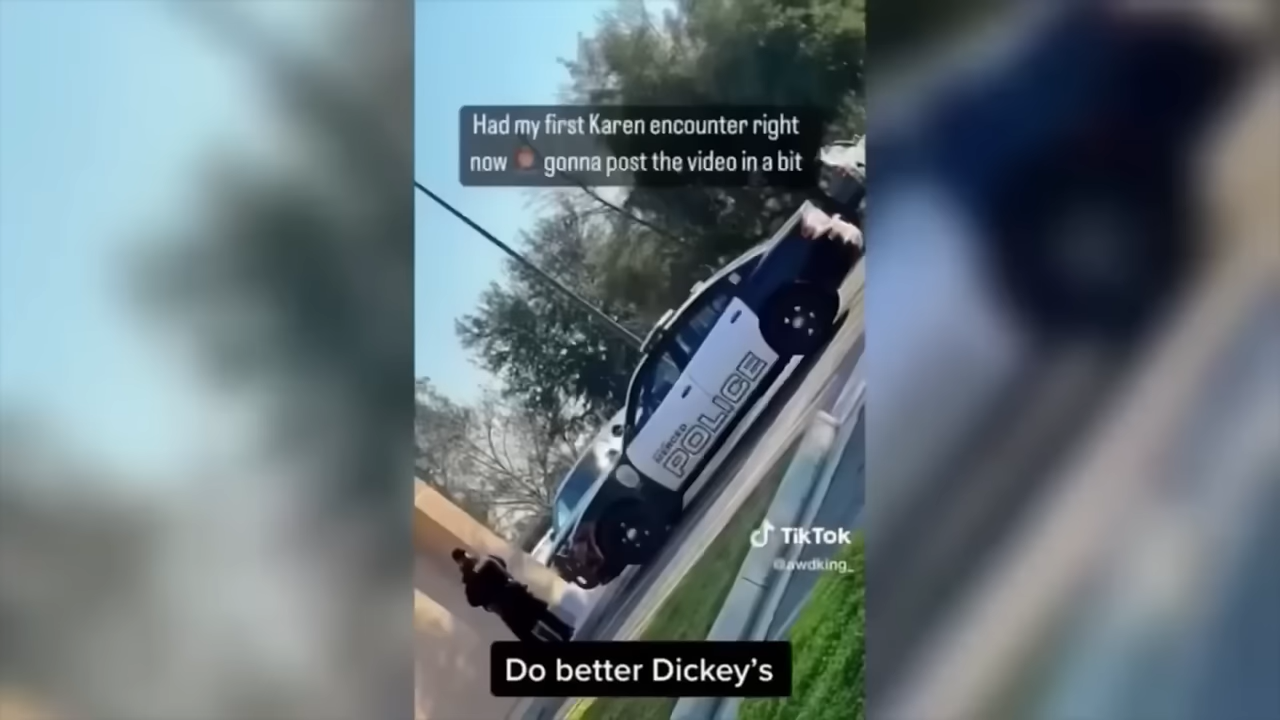 Had my first Karen encounter right
now gonna post the video in a bit
MERCED
POLICE
TikTok
@awdking_
Do better Dickey's